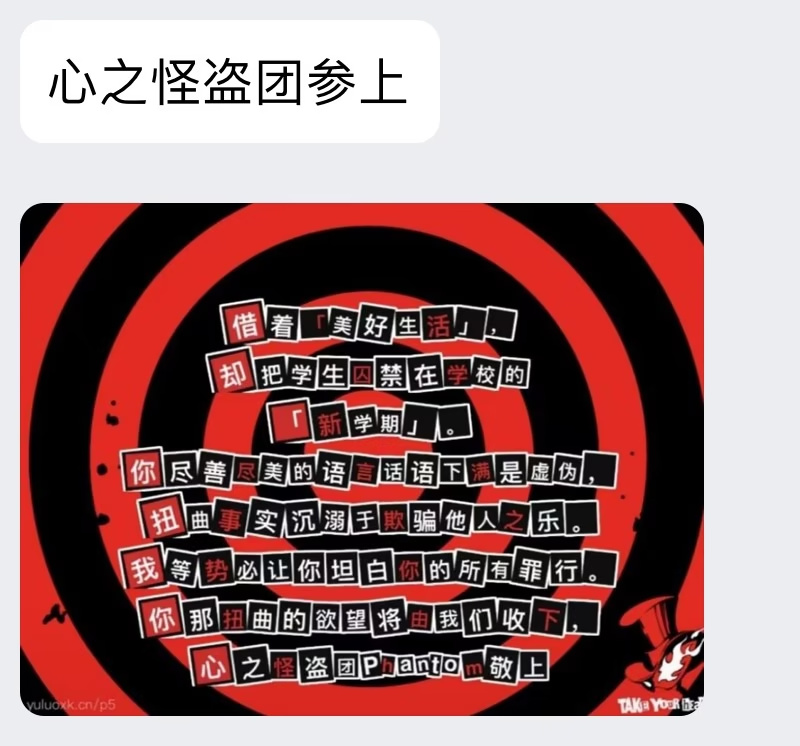 心之怪盗团参上
借着「美好生活」,
却把学生囚禁在学校的
「新学期」。
你尽善尽美的语言话语下满是虚伪,
扭曲事实沉溺于欺骗他人之乐。
我等势必让你坦白你的所有罪行。
你那扭曲的欲望将由我们收下,
心之怪盗团Phantom敬上
TAKE YOUR HEART
yuluoxk.cn/p5